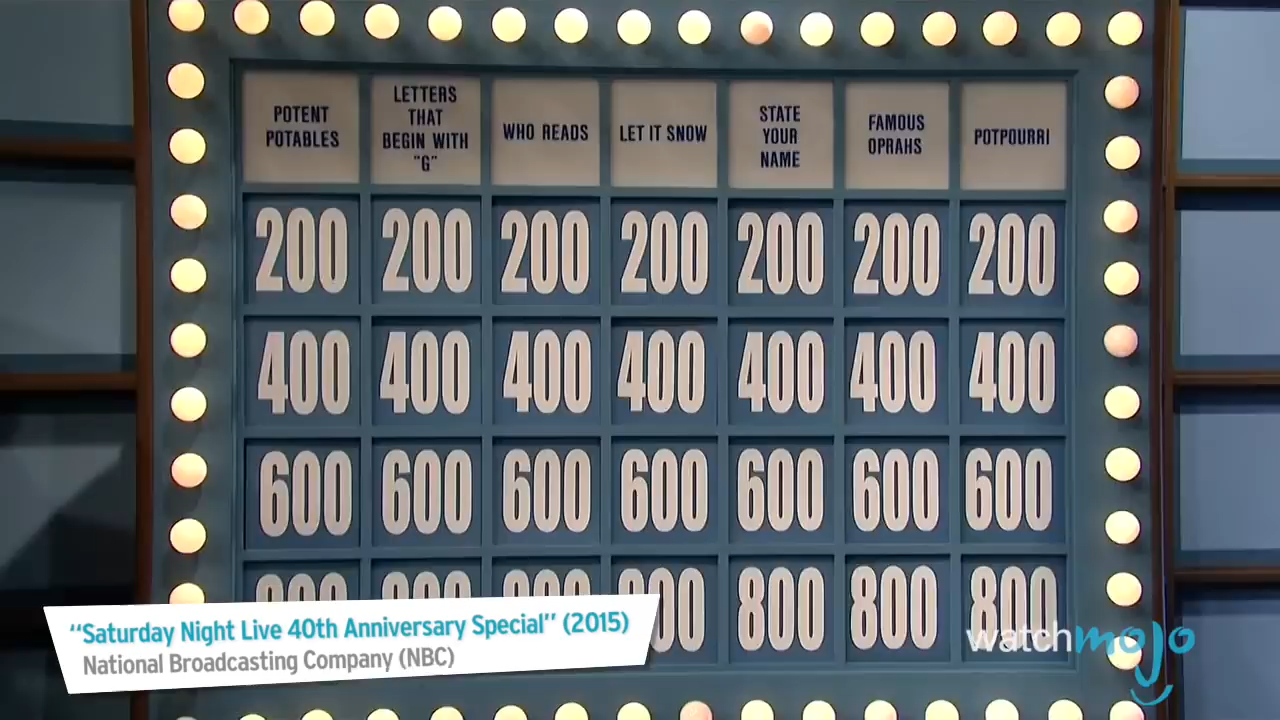 POTENT
POTABLES
LETTERS
THAT
BEGIN WITH
"G"
WHO READS
LET IT SNOW
STATE
YOUR
NAME
FAMOUS
OPRAHS
POTPOURRI
200 200 200 200 200 200 200
400 400 400 400 400 400 400
600 600 600 600 600 600 600
800 800 800
"Saturday Night Live 40th Anniversary Special" (2015)
National Broadcasting Company (NBC)
watchmojo